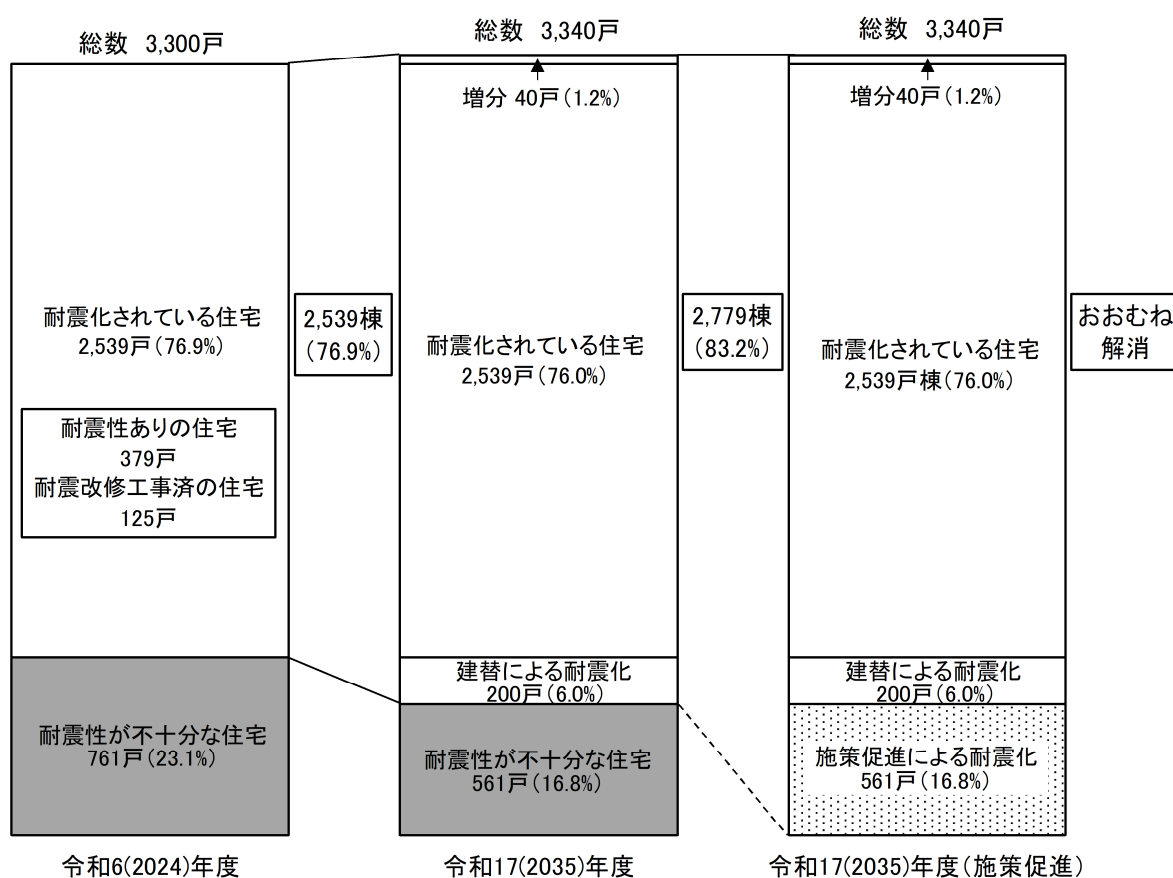 総数 3,300戸
耐震化されている住宅
2,539戸(76.9%)
耐震性ありの住宅
379戸
耐震改修工事済の住宅
125戸
耐震性が不十分な住宅
761戸(23.1%)
令和6(2024)年度
2,539棟
(76.9%)
総数 3,340戸
増分 40戸(1.2%)
耐震化されている住宅
2,539戸(76.0%)
建替による耐震化
200戸(6.0%)
耐震性が不十分な住宅
561戸(16.8%)
令和17(2035)年度
2,779棟
(83.2%)
総数 3,340戸
増分40戸(1.2%)
耐震化されている住宅
2,539戸棟(76.0%)
建替による耐震化
200戸(6.0%)
施策促進による耐震化
561戸(16.8%)
令和17(2035)年度(施策促進)
おおむね
解消